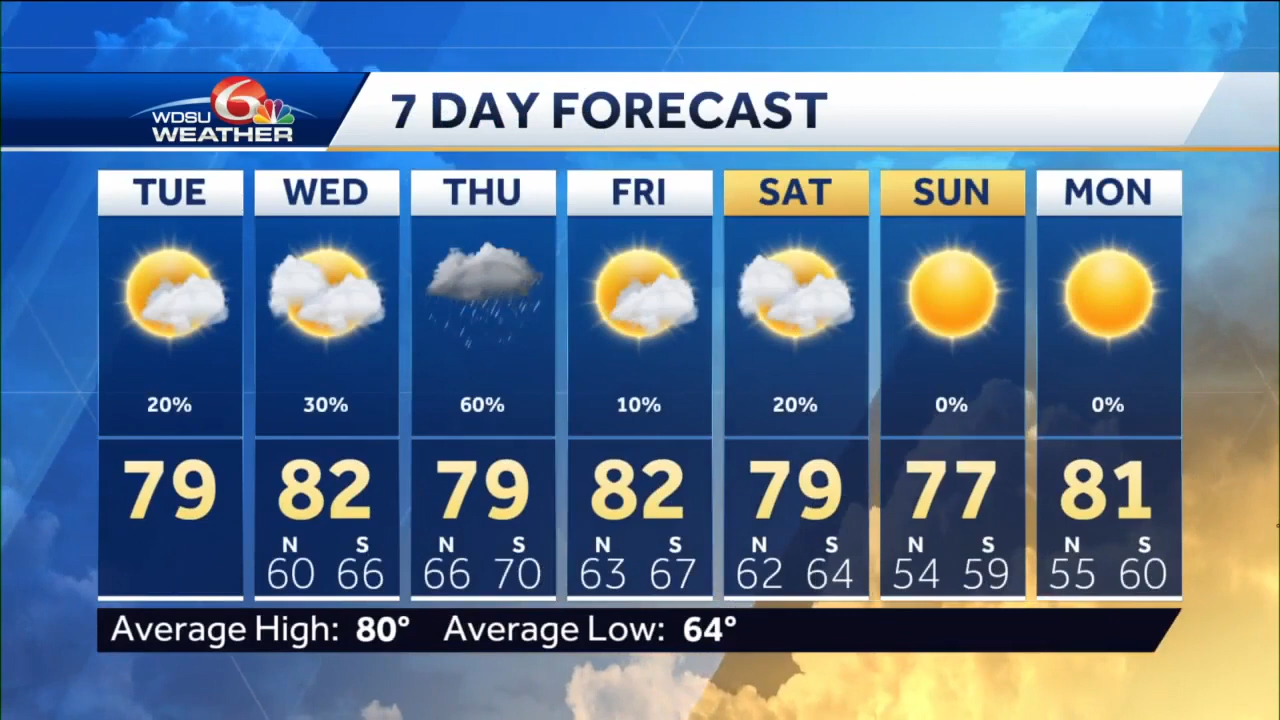 WDSU 6
WEATHER
7 DAY FORECAST
TUE WED THU FRI SAT SUN MON
20% 30% 60% 10% 20% 0% 0%
79 82 79 82 79 77 81
N S N S N S N S N S N S
60 66 66 70 63 67 62 64 54 59 55 60
Average High: 80° Average Low: 64°